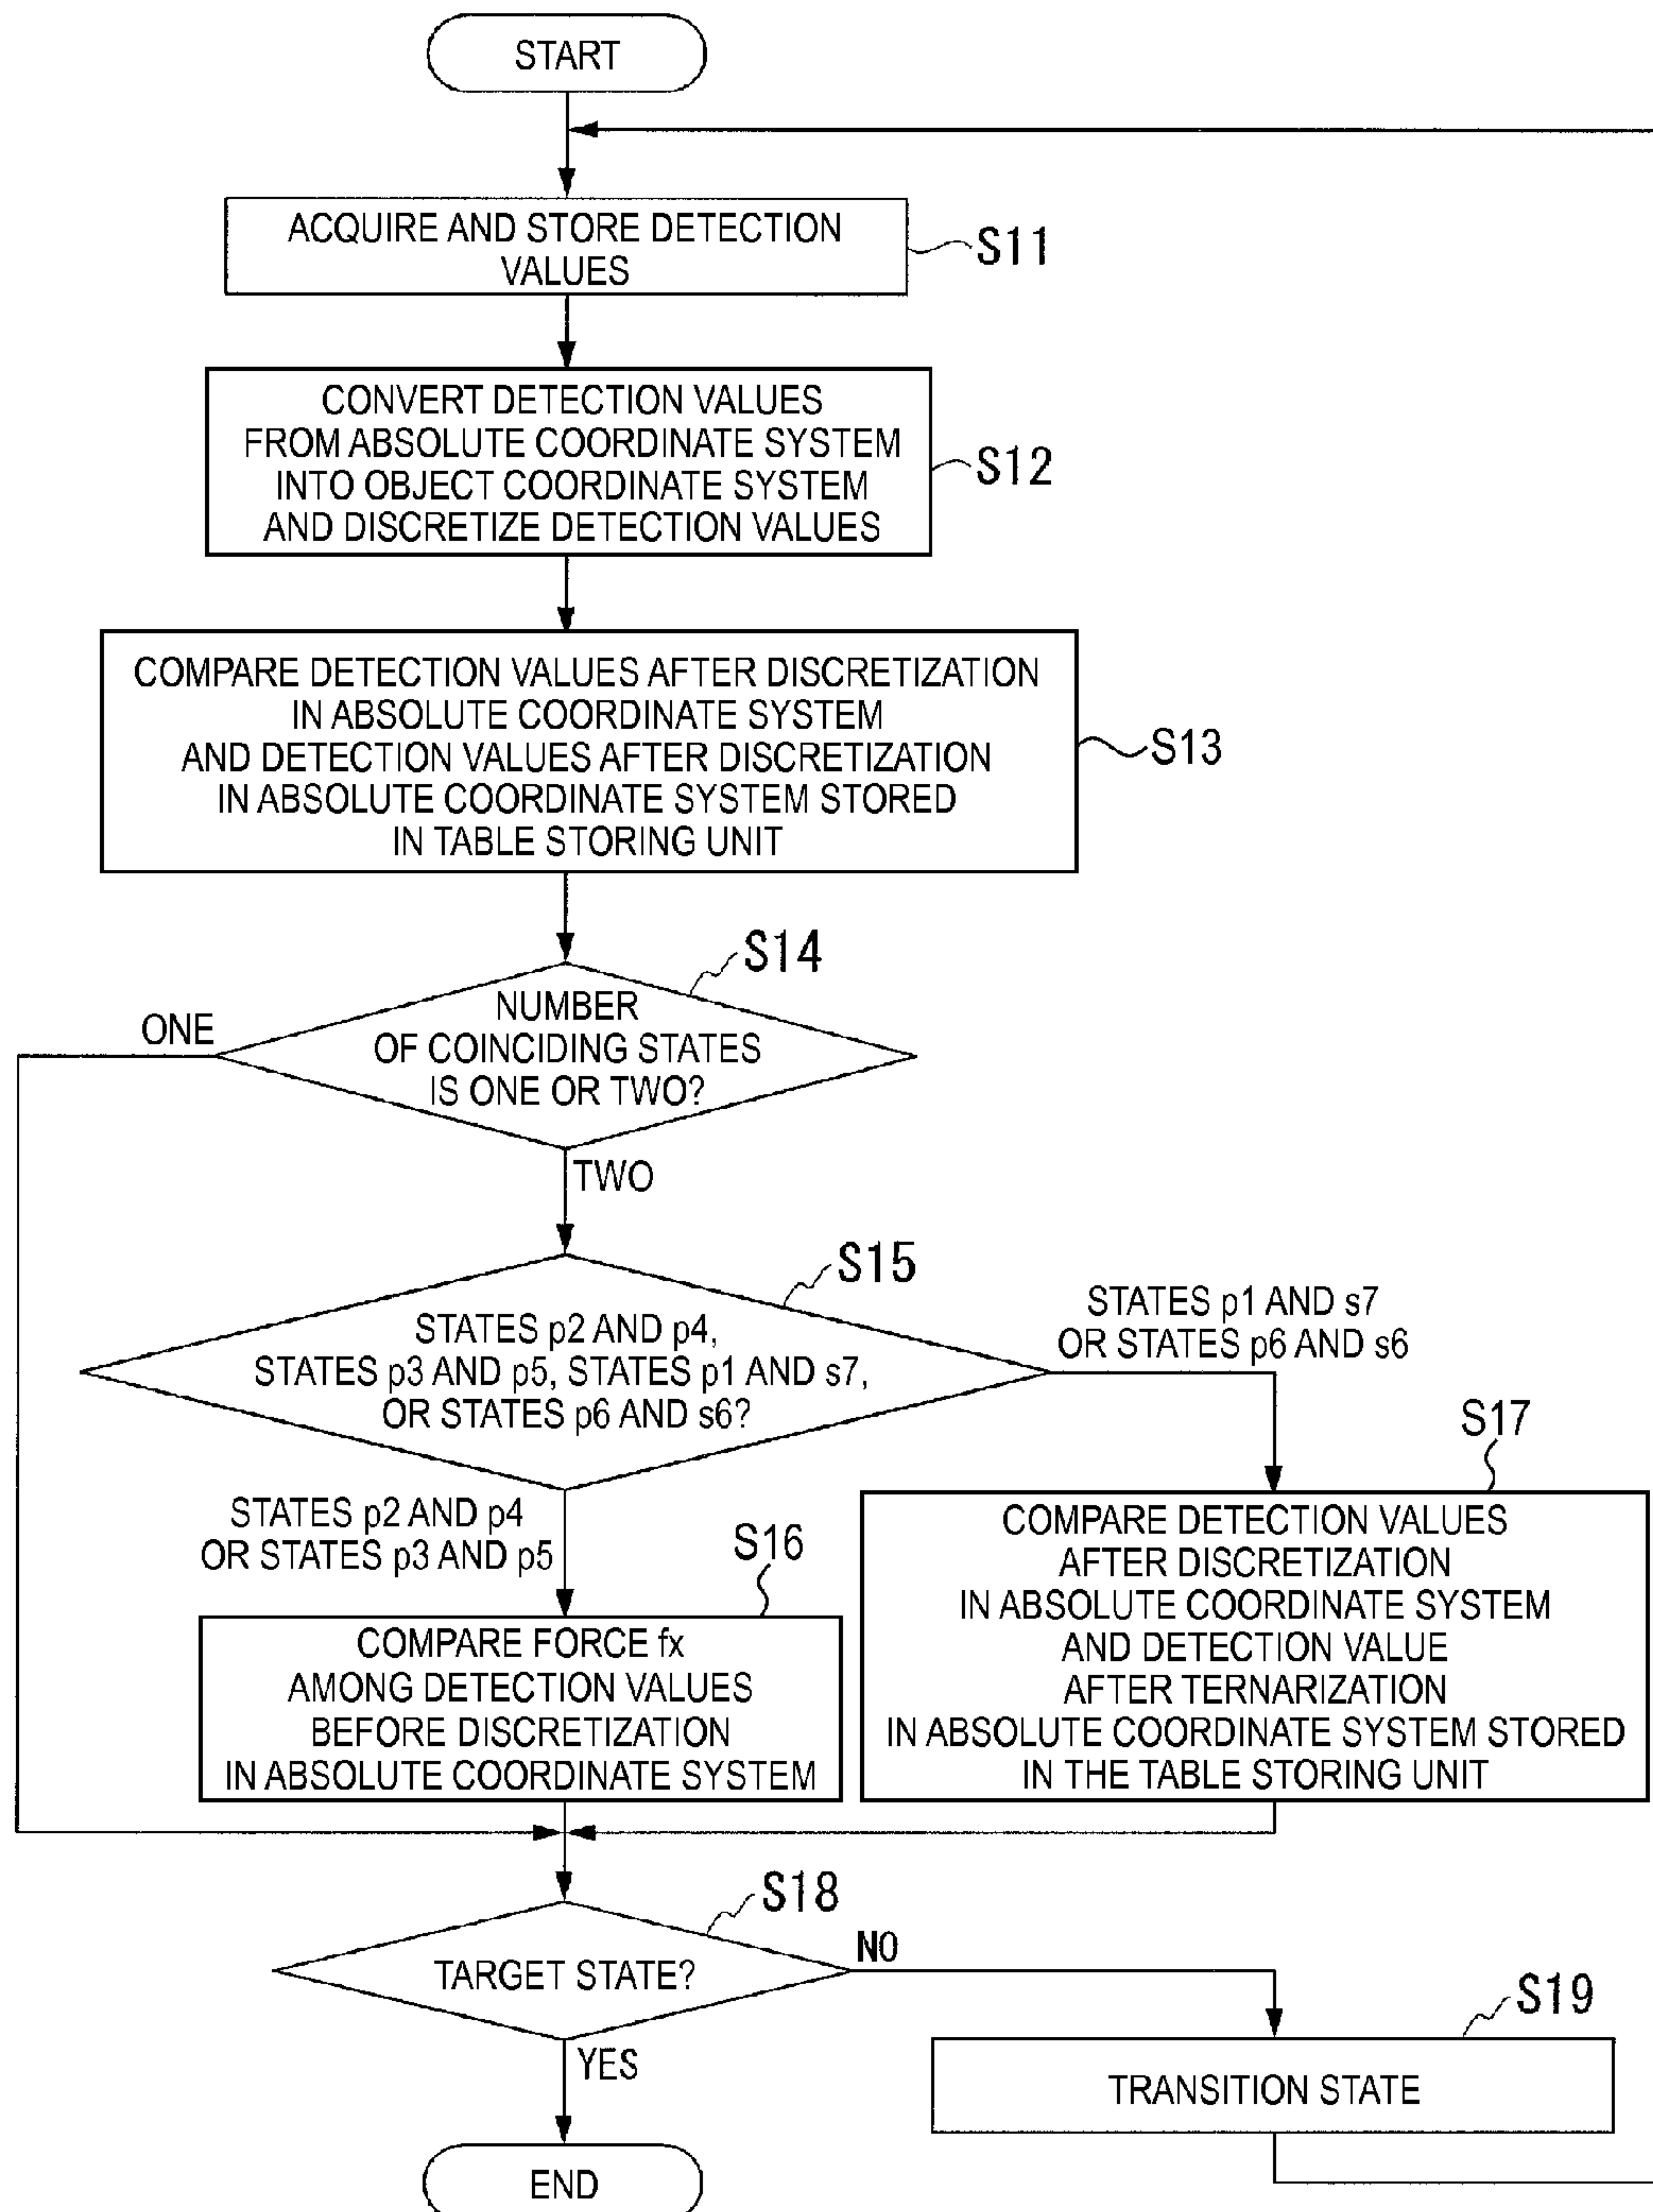 START
ACQUIRE AND STORE DETECTION
VALUES
S11
CONVERT DETECTION VALUES
FROM ABSOLUTE COORDINATE SYSTEM
INTO OBJECT COORDINATE SYSTEM
AND DISCRETIZE DETECTION VALUES
S12
COMPARE DETECTION VALUES AFTER DISCRETIZATION
IN ABSOLUTE COORDINATE SYSTEM
AND DETECTION VALUES AFTER DISCRETIZATION
IN ABSOLUTE COORDINATE SYSTEM STORED
IN TABLE STORING UNIT
S13
S14
NUMBER
OF COINCIDING STATES
IS ONE OR TWO?
ONE
TWO
S15
STATES p2 AND p4,
STATES p3 AND p5, STATES p1 AND s7,
OR STATES p6 AND s6?
STATES p1 AND s7
OR STATES p6 AND s6
STATES p2 AND p4
OR STATES p3 AND p5
S16
COMPARE FORCE fx
AMONG DETECTION VALUES
BEFORE DISCRETIZATION
IN ABSOLUTE COORDINATE SYSTEM
S17
COMPARE DETECTION VALUES
AFTER DISCRETIZATION
IN ABSOLUTE COORDINATE SYSTEM
AND DETECTION VALUE
AFTER TERNARIZATION
IN ABSOLUTE COORDINATE SYSTEM STORED
IN THE TABLE STORING UNIT
S18
TARGET STATE?
NO
YES
S19
TRANSITION STATE
END